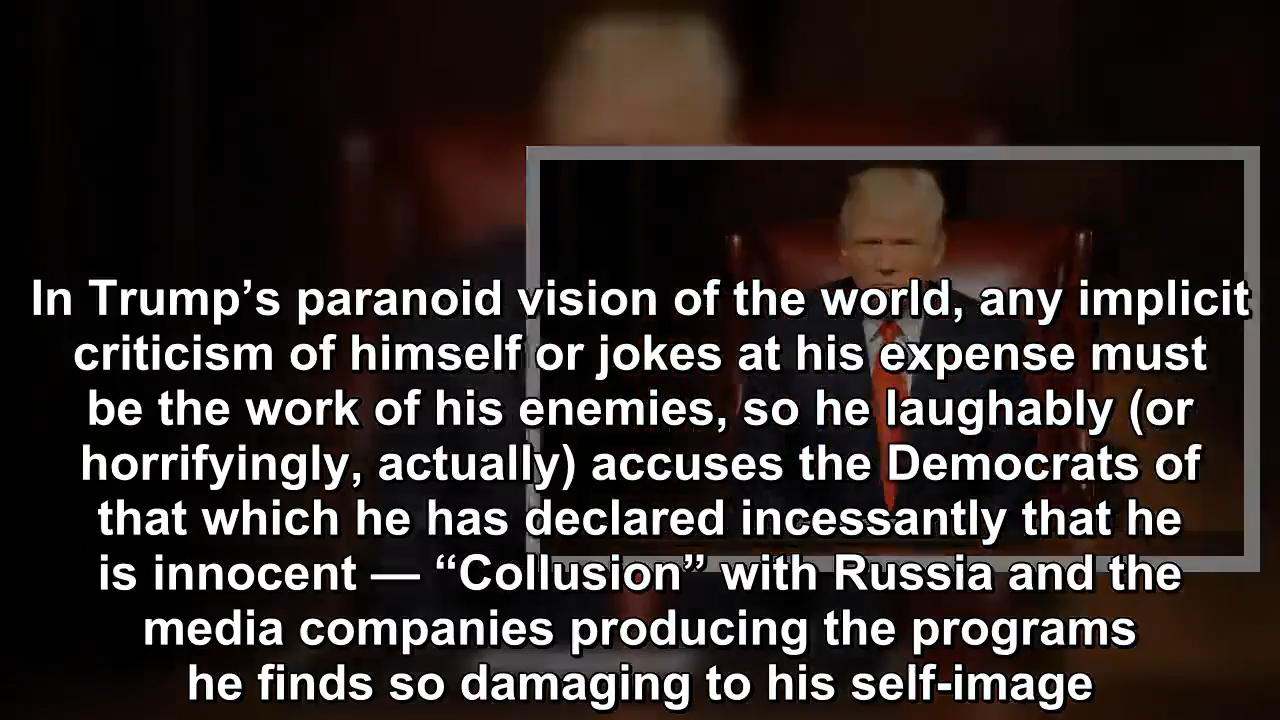 In Trump’s paranoid vision of the world, any implicit
criticism of himself or jokes at his expense must
be the work of his enemies, so he laughably (or
horrifyingly, actually) accuses the Democrats of
that which he has declared incessantly that he
is innocent — “Collusion” with Russia and the
media companies producing the programs
he finds so damaging to his self-image